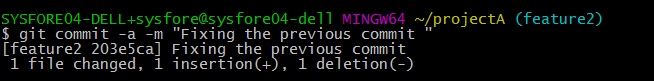 SYSFORE04-DELL+sysfore@sysfore04-dell MINGW64 ~/projectA (feature2)
$ git commit -a -m "Fixing the previous commit "
[feature2 203e5ca] Fixing the previous commit
1 file changed, 1 insertion(+), 1 deletion(-)